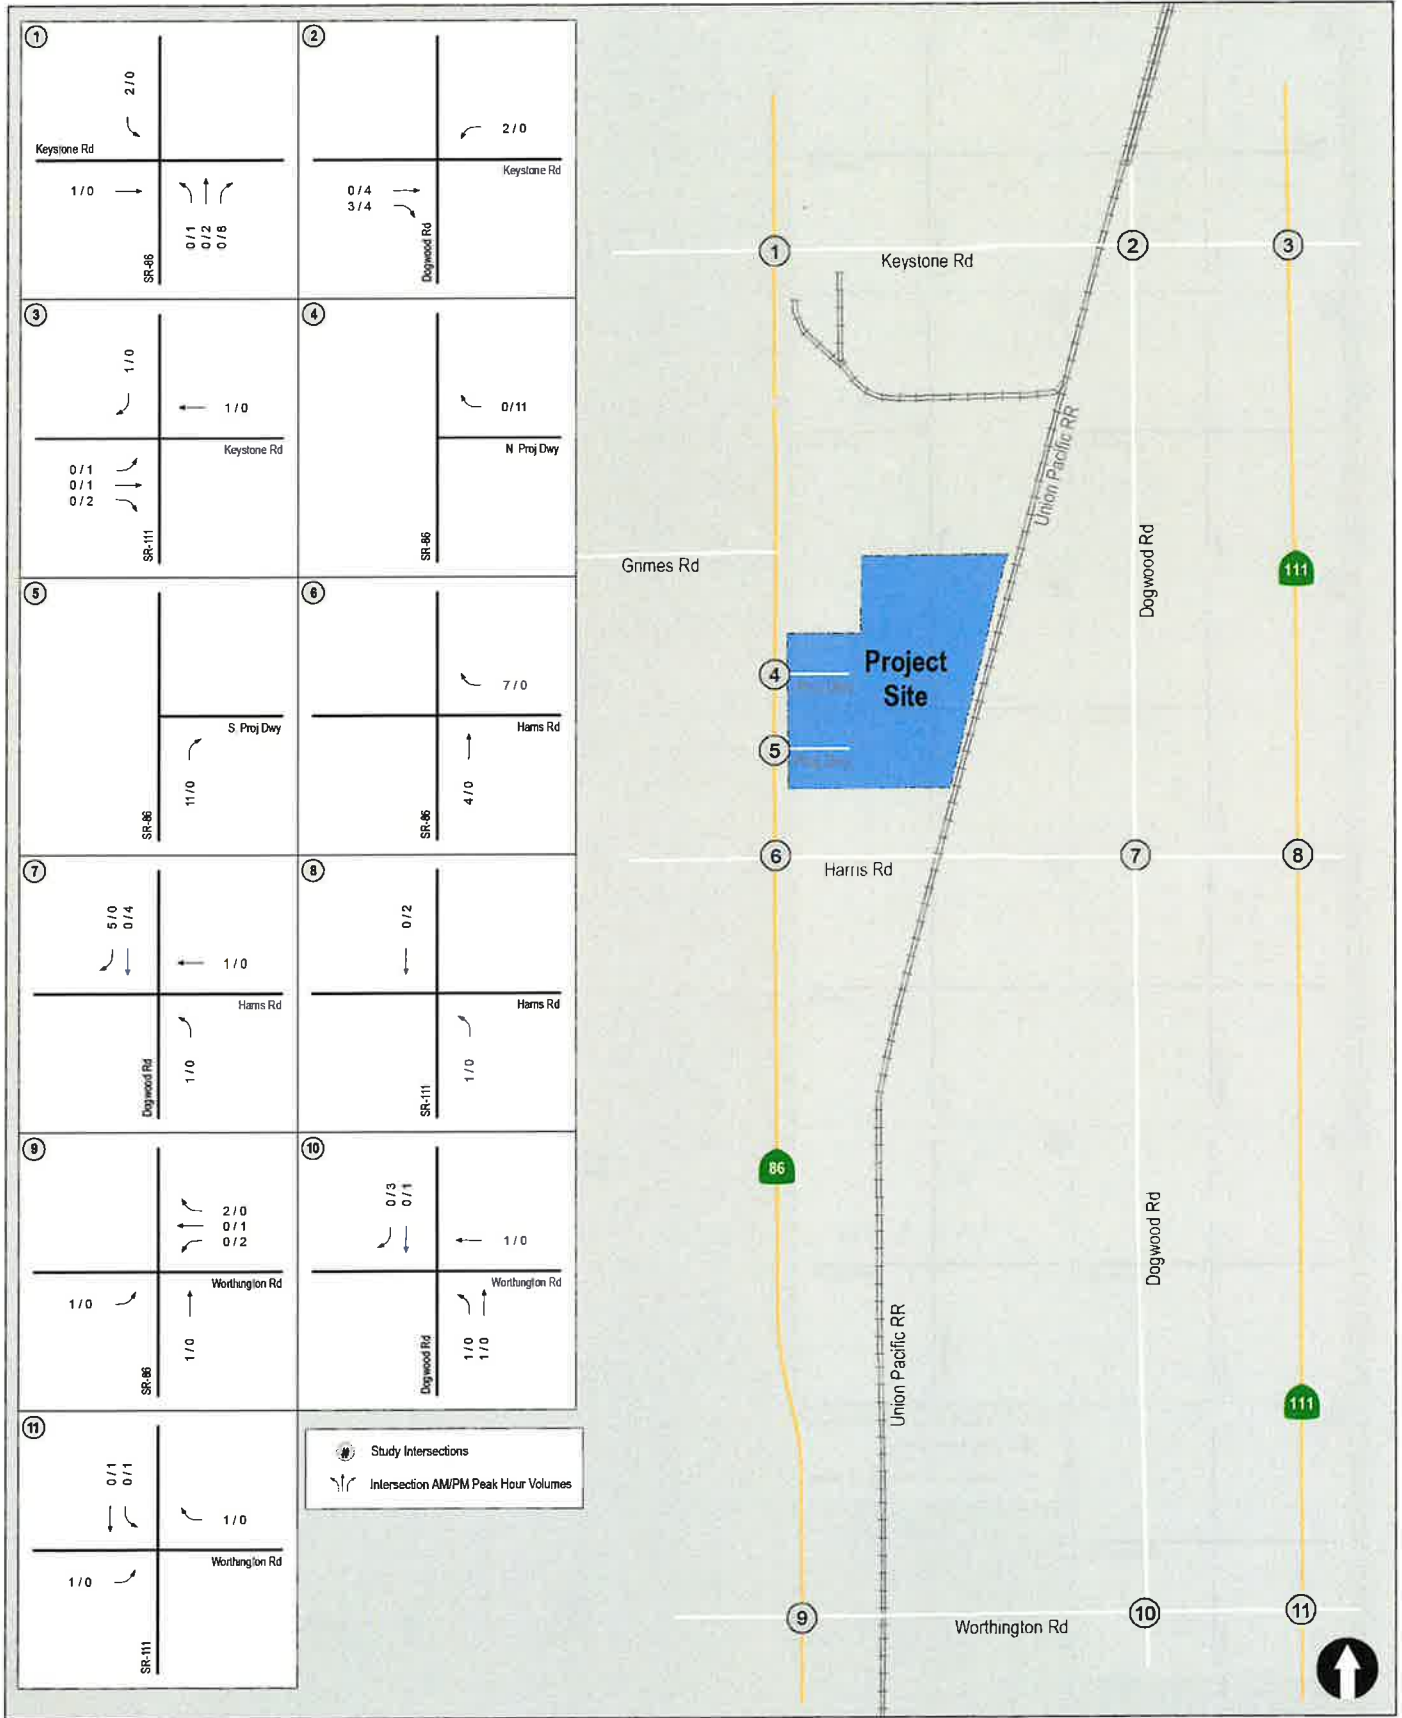 1
2/0
Keystone Rd
1/0
0/1
0/2
0/8
SR-86
2
2/0
Keystone Rd
0/4
3/4
Dogwood Rd
3
1/0
1/0
Keystone Rd
0/1
0/1
0/2
SR-111
4
0/11
N Proj Dwy
SR-86
5
S Proj Dwy
11/0
SR-86
6
7/0
Harris Rd
4/0
SR-86
7
5/0
0/4
1/0
Harris Rd
1/0
Dogwood Rd
8
0/2
Harris Rd
1/0
SR-111
9
2/0
0/1
0/2
Worthington Rd
1/0
1/0
SR-86
10
0/3
0/1
1/0
Worthington Rd
1/0
1/0
Dogwood Rd
11
0/1
0/1
1/0
Worthington Rd
1/0
SR-111
# Study Intersections
Intersection AM/PM Peak Hour Volumes
1
Keystone Rd
2
3
Union Pacific RR
Grimes Rd
Dogwood Rd
111
Project
Site
4
5
6
Harris Rd
7
8
86
Dogwood Rd
Union Pacific RR
111
9
Worthington Rd
10
11